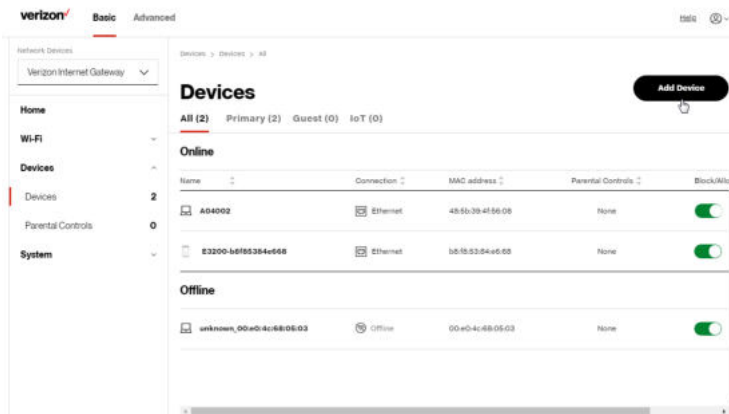 verizon✓ Basic Advanced Help
Network Devices
Verizon Internet Gateway
Home
Wi-Fi
Devices
Devices 2
Parental Controls 0
System
Devices > Devices > All
Devices
Add Device
All (2) Primary (2) Guest (0) IoT (0)
Online
Name Connection MAC address Parental Controls Block/Allo
A04002 Ethernet 48:5b:39:4f:56:08 None
E3200-b8f85384e668 Ethernet b8:f8:53:84:e6:68 None
Offline
unknown_00:e0:4c:68:05:03 Offline 00:e0:4c:68:05:03 None